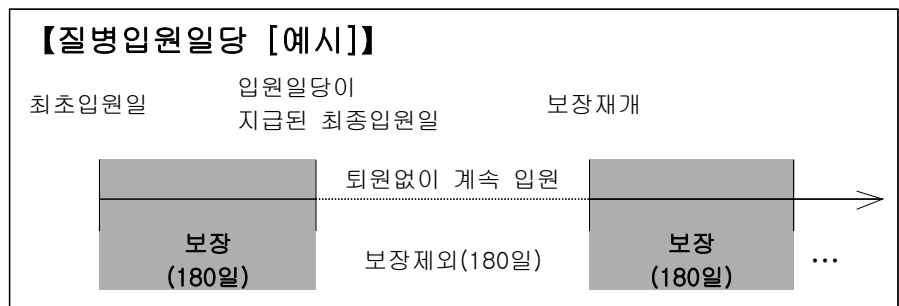 【질병입원일당 [예시]】
최초입원일
입원일당이
지급된 최종입원일
보장재개
퇴원없이 계속 입원
보장
(180일)
보장제외(180일)
보장
(180일)
…